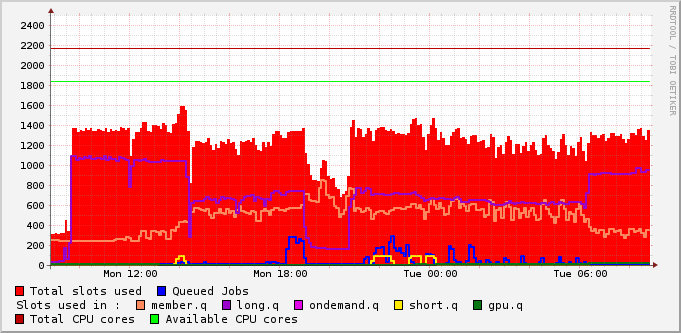 2400
2200
2000
1800
1600
1400
1200
1000
800
600
400
200
0
Mon 12:00 Mon 18:00 Tue 00:00 Tue 06:00
RRDTOOL / TOBI OETIKER
Total slots used Queued Jobs
Slots used in : member.q long.q ondemand.q short.q gpu.q
Total CPU cores Available CPU cores